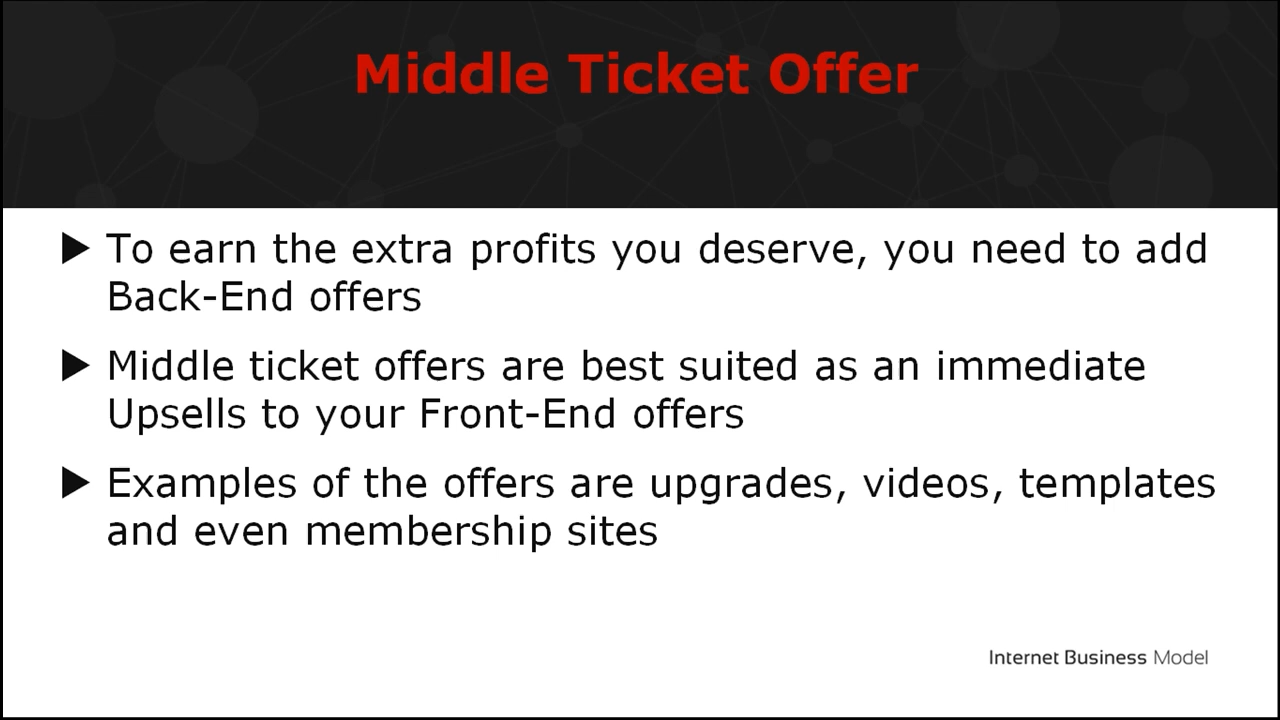 Middle Ticket Offer
▶ To earn the extra profits you deserve, you need to add
Back-End offers
▶ Middle ticket offers are best suited as an immediate
Upsells to your Front-End offers
▶ Examples of the offers are upgrades, videos, templates
and even membership sites
Internet Business Model